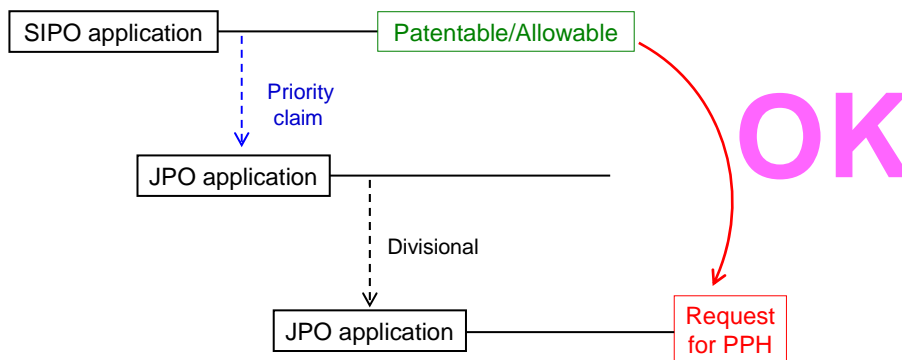 SIPO application
Patentable/Allowable
Priority
claim
OK
JPO application
Divisional
JPO application
Request
for PPH